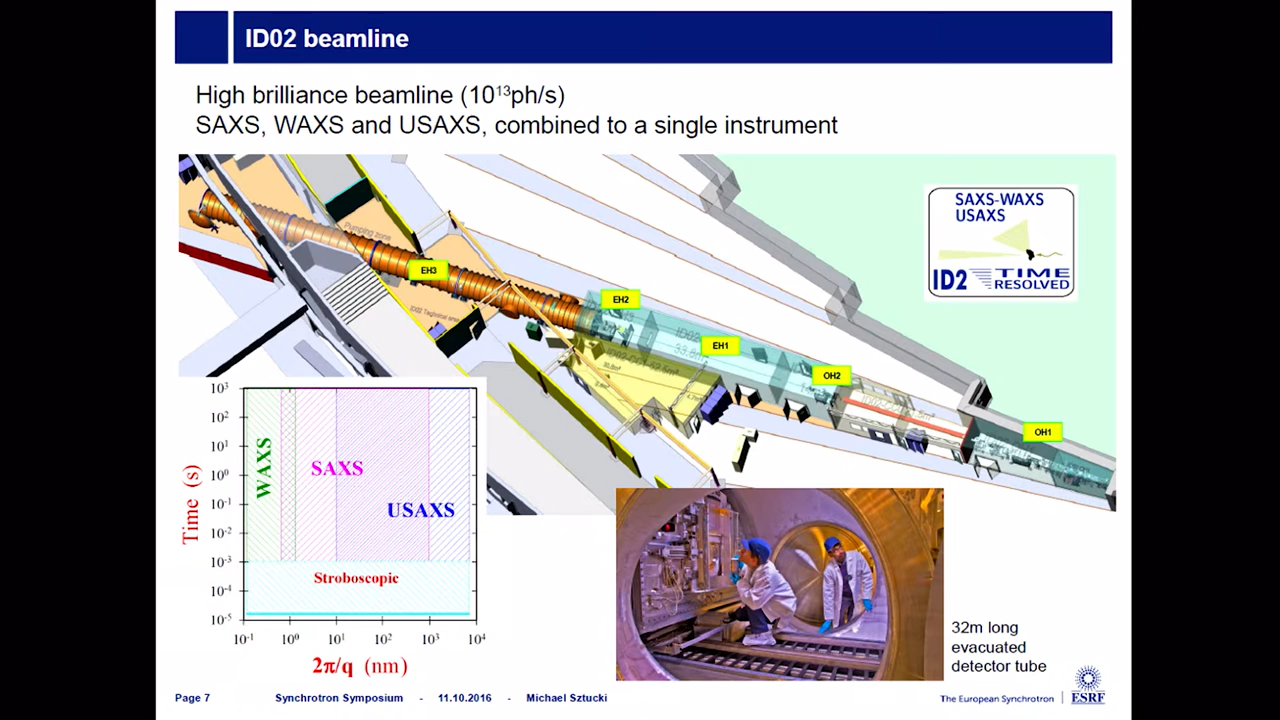 ID02 beamline
High brilliance beamline (10¹³ph/s)
SAXS, WAXS and USAXS, combined to a single instrument
Pumping zone
EH3
EH2
EH1
OH2
OH1
SAXS-WAXS
USAXS
ID2 TIME
RESOLVED
Time (s)
10³
10²
10¹
10⁰
10⁻¹
10⁻²
10⁻³
10⁻⁴
10⁻⁵
WAXS
SAXS
USAXS
Stroboscopic
10⁻¹ 10⁰ 10¹ 10² 10³ 10⁴
2π/q (nm)
32m long
evacuated
detector tube
Page 7 Synchrotron Symposium - 11.10.2016 - Michael Sztucki
The European Synchrotron ESRF